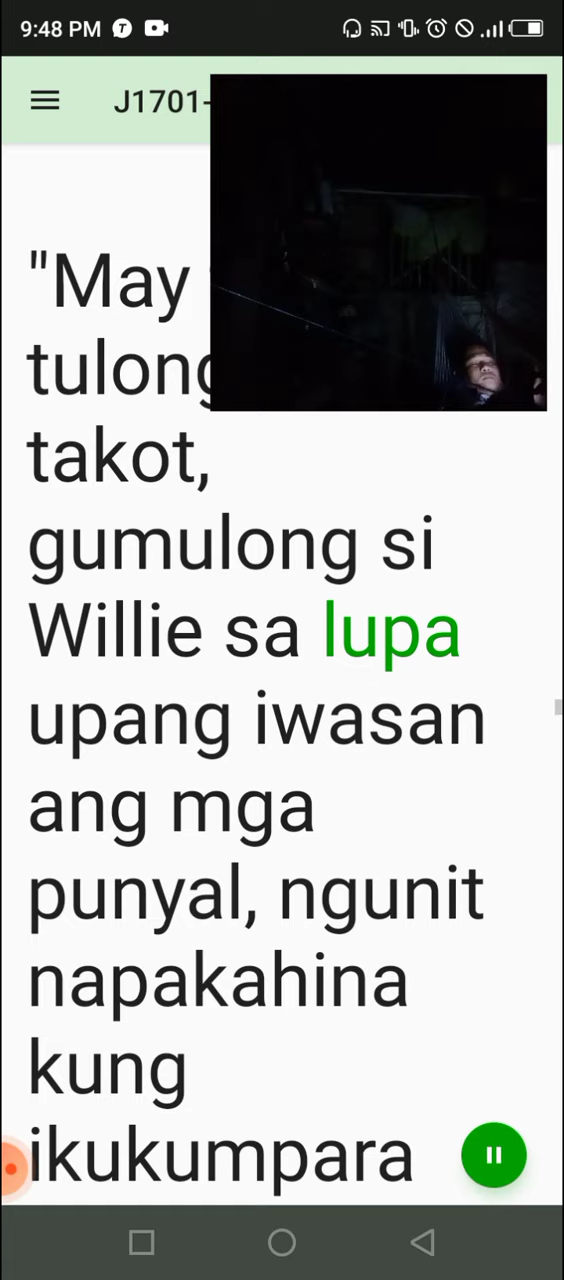 9:48 PM
J1701-
"May
tulong
takot,
gumulong si
Willie sa lupa
upang iwasan
ang mga
punyal, ngunit
napakahina
kung
ikukumpara